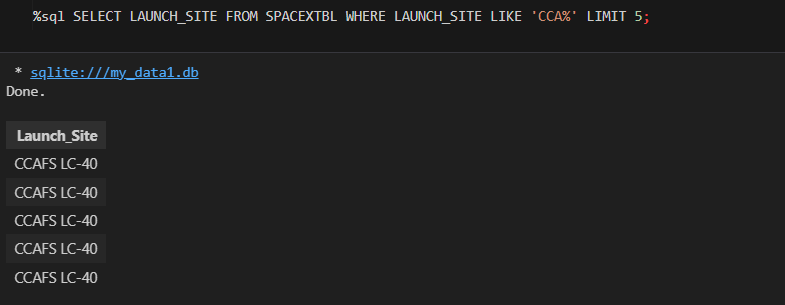 %sql SELECT LAUNCH_SITE FROM SPACEXTBL WHERE LAUNCH_SITE LIKE 'CCA%' LIMIT 5;
* sqlite:///my_data1.db
Done.
Launch_Site
CCAFS LC-40
CCAFS LC-40
CCAFS LC-40
CCAFS LC-40
CCAFS LC-40